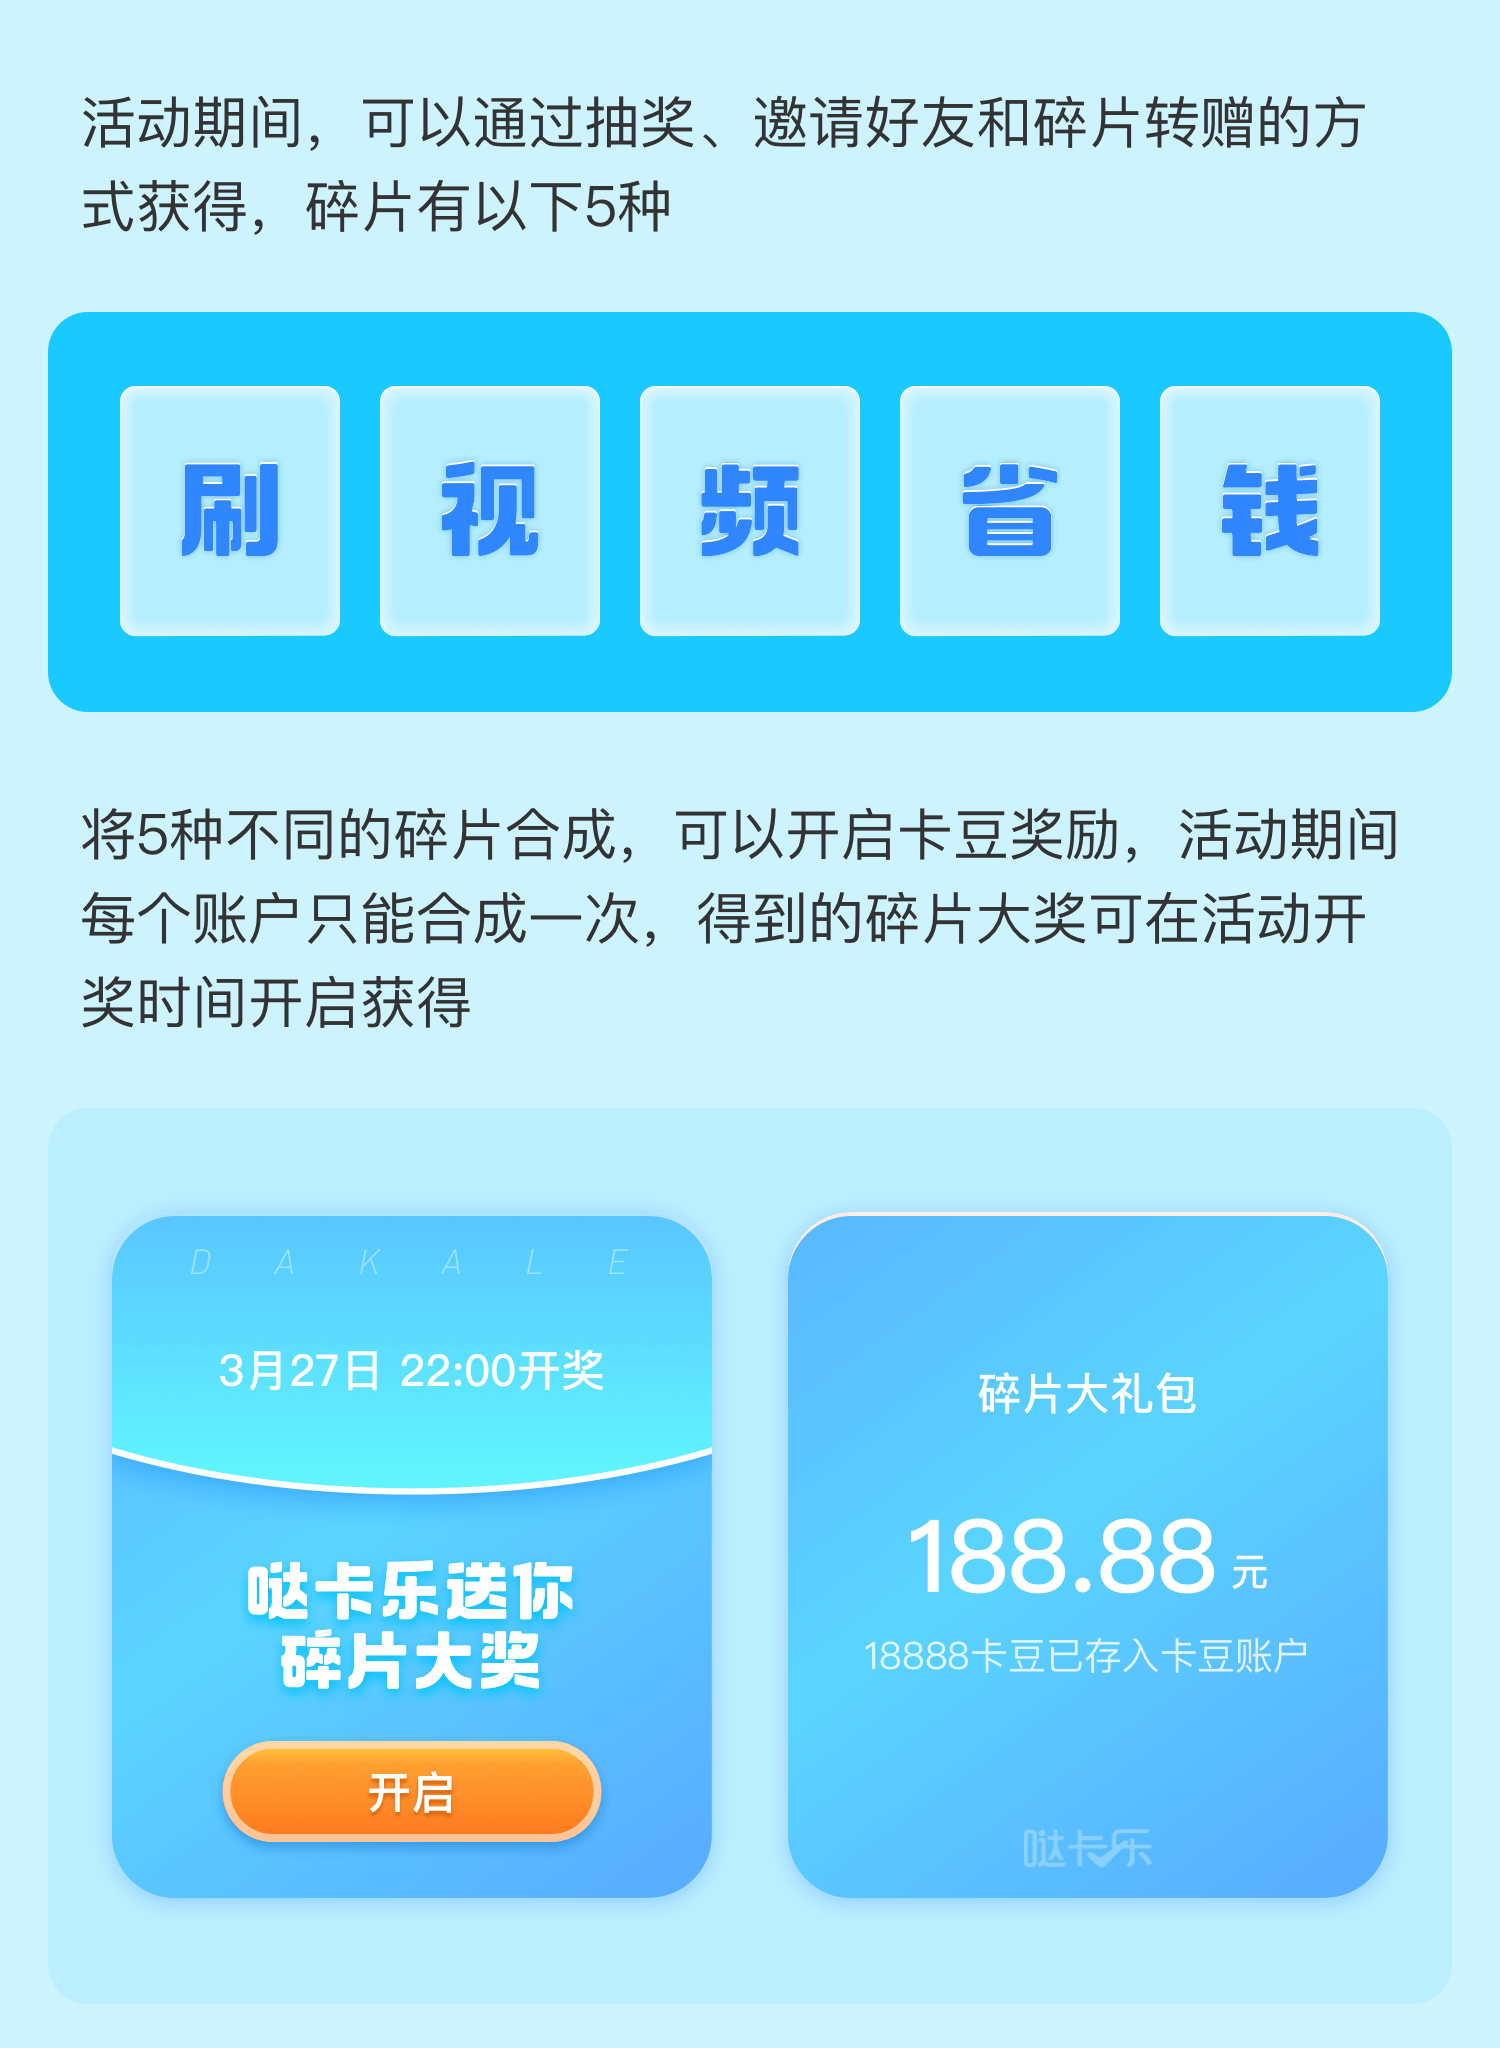 活动期间，可以通过抽奖、邀请好友和碎片转赠的方
式获得，碎片有以下5种
刷 视 频 省 钱
将5种不同的碎片合成，可以开启卡豆奖励，活动期间
每个账户只能合成一次，得到的碎片大奖可在活动开
奖时间开启获得
D A K A L E
3月27日 22:00开奖
哒卡乐送你
碎片大奖
开启
碎片大礼包
188.88 元
18888卡豆已存入卡豆账户
哒卡乐